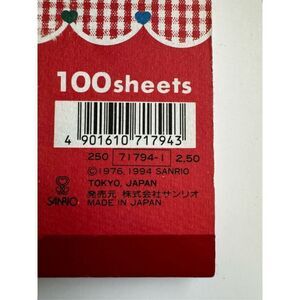 100sheets
4 901610 717943
250 71794-1 2.50
©1976, 1994 SANRIO
TOKYO, JAPAN
SANRIO
発売元 株式会社サンリオ
MADE IN JAPAN